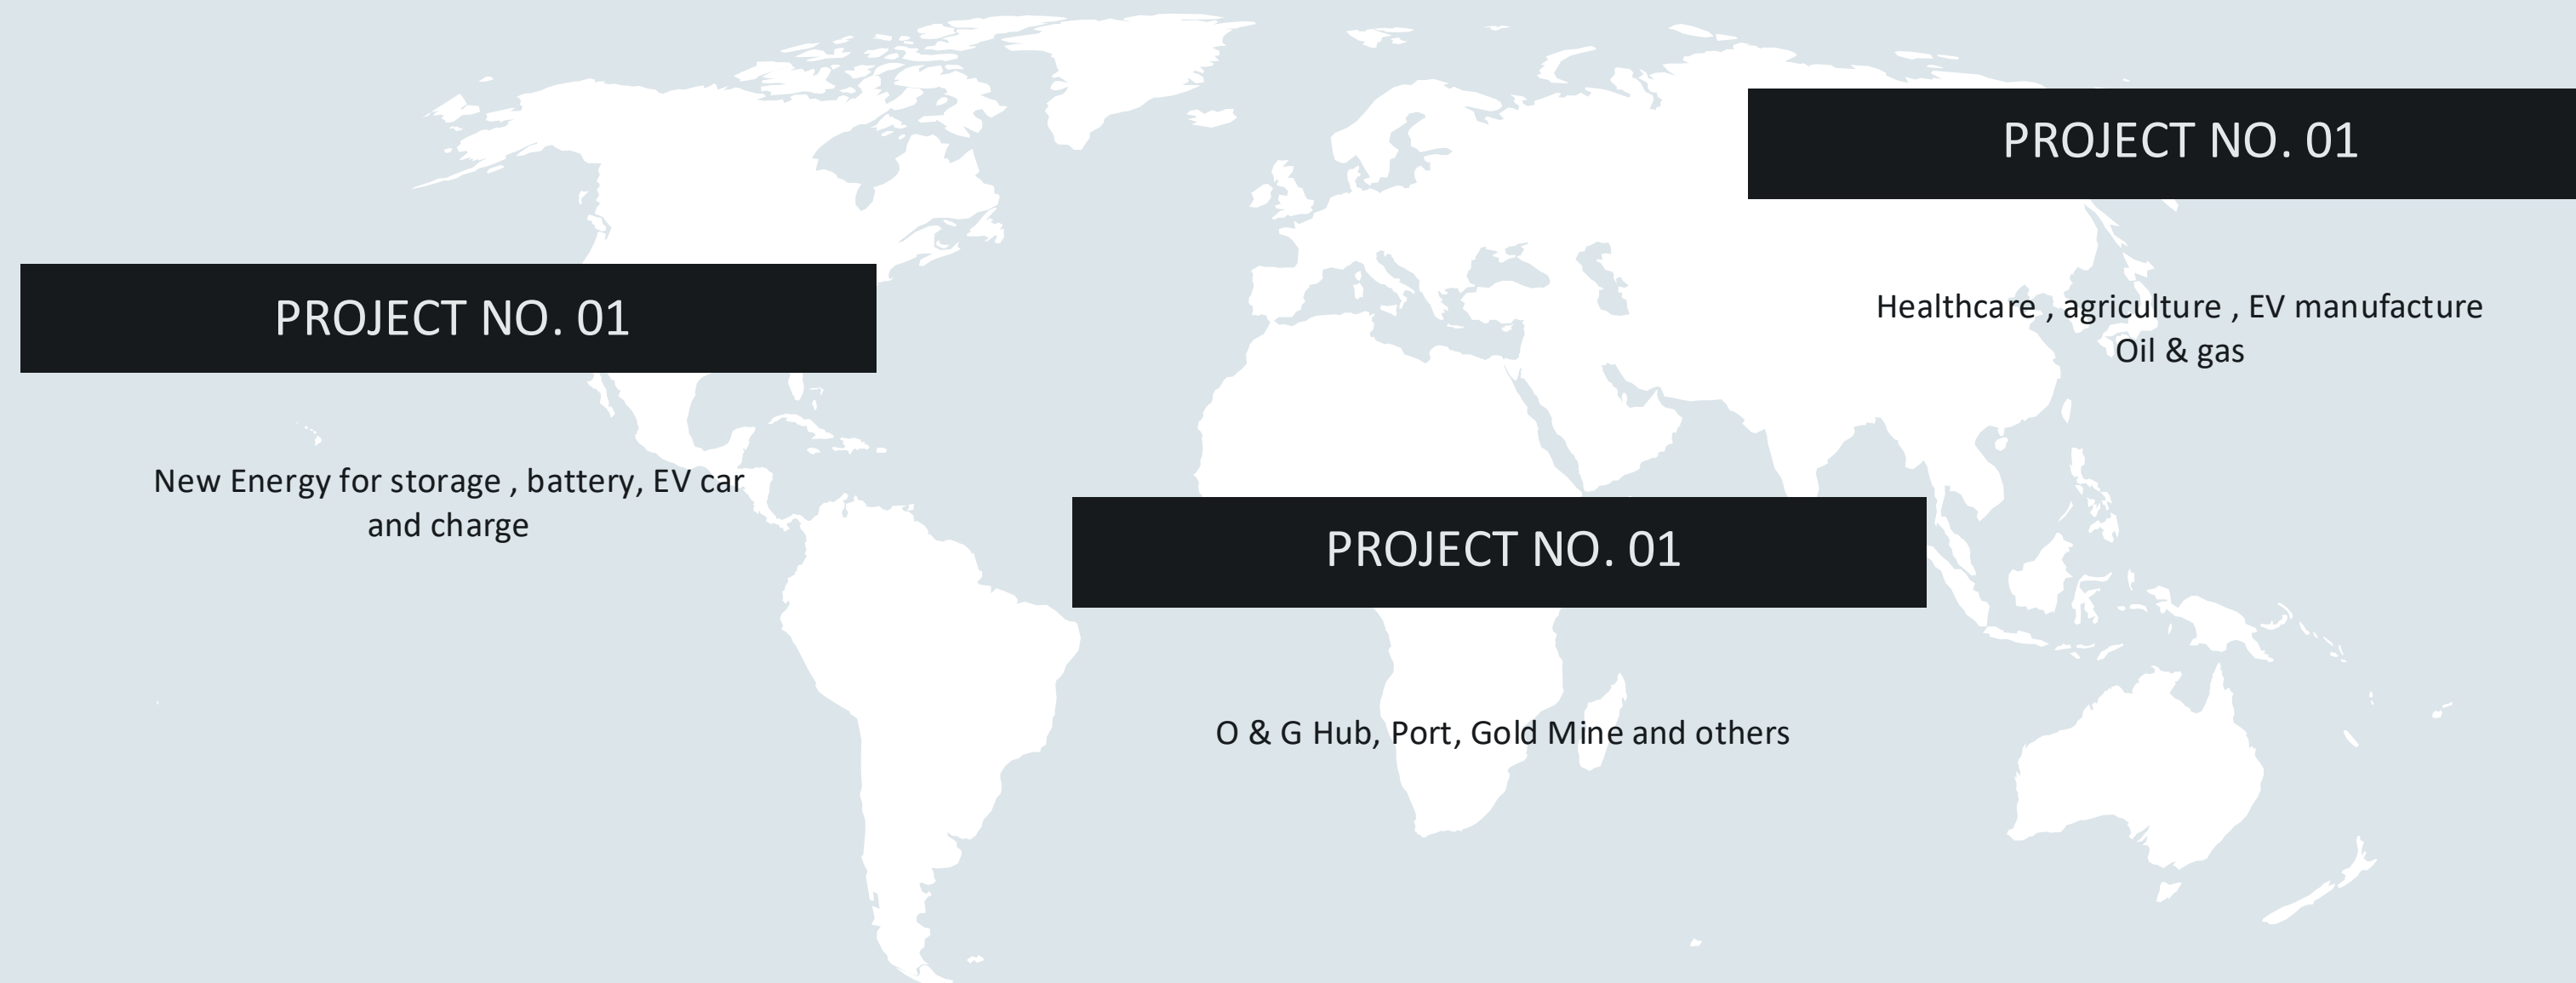 PROJECT NO. 01
Healthcare , agriculture , EV manufacture
Oil & gas
PROJECT NO. 01
New Energy for storage , battery, EV car
and charge
PROJECT NO. 01
O & G Hub, Port, Gold Mine and others